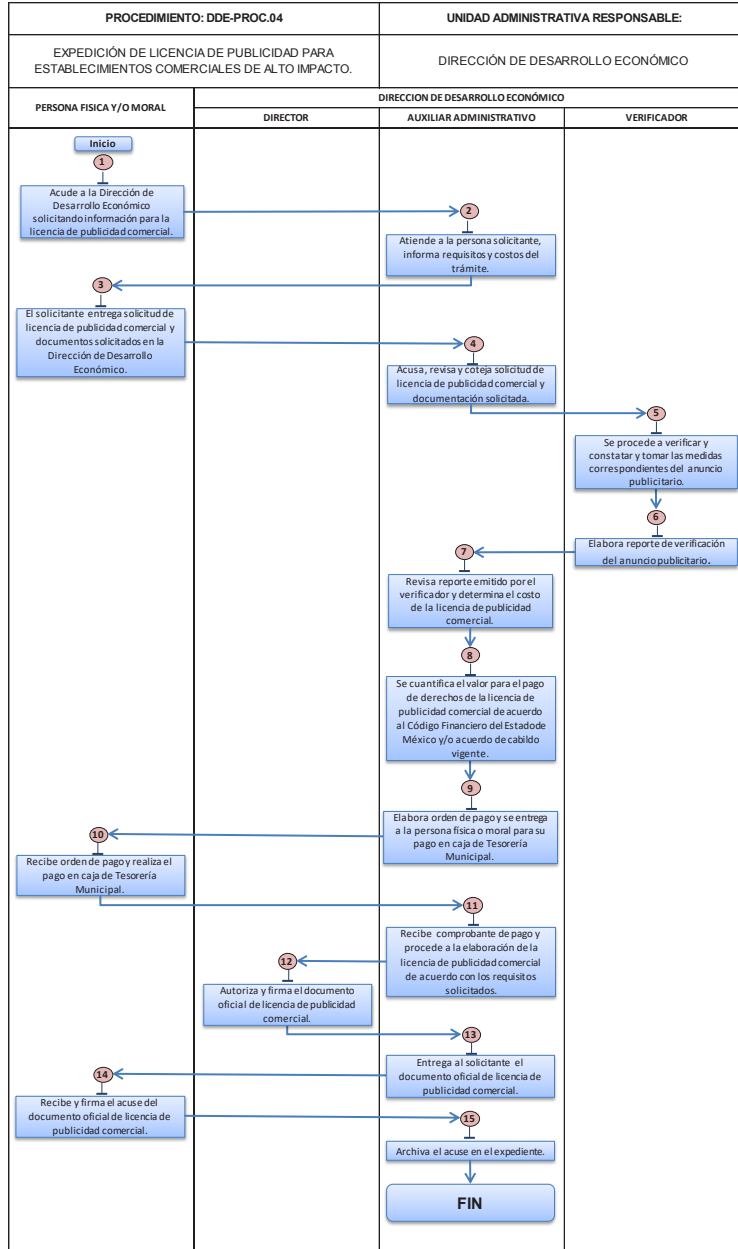 PROCEDIMIENTO: DDE-PROC.04
UNIDAD ADMINISTRATIVA RESPONSABLE:
EXPEDICIÓN DE LICENCIA DE PUBLICIDAD PARA
ESTABLECIMIENTOS COMERCIALES DE ALTO IMPACTO.
DIRECCIÓN DE DESARROLLO ECONÓMICO
PERSONA FISICA Y/O MORAL
DIRECCION DE DESARROLLO ECONÓMICO
DIRECTOR
AUXILIAR ADMINISTRATIVO
VERIFICADOR
Inicio
1
Acude a la Dirección de
Desarrollo Económico
solicitando información para la
licencia de publicidad comercial.
2
Atiende a la persona solicitante,
informa requisitos y costos del
trámite.
3
El solicitante entrega solicitud de
licencia de publicidad comercial y
documentos solicitados en la
Dirección de Desarrollo
Económico.
4
Acusa, revisa y coteja solicitud de
licencia de publicidad comercial y
documentación solicitada.
5
Se procede a verificar y
constatar y tomar las medidas
correspondientes del anuncio
publicitario.
6
Elabora reporte de verificación
del anuncio publicitario.
7
Revisa reporte emitido por el
verificador y determina el costo
de la licencia de publicidad
comercial.
8
Se cuantifica el valor para el pago
de derechos de la licencia de
publicidad comercial de acuerdo
al Código Financiero del Estadode
México y/o acuerdo de cabildo
vigente.
9
Elabora orden de pago y se entrega
a la persona física o moral para su
pago en caja de Tesorería
Municipal.
10
Recibe orden de pago y realiza el
pago en caja de Tesorería
Municipal.
11
Recibe comprobante de pago y
procede a la elaboración de la
licencia de publicidad comercial
de acuerdo con los requisitos
solicitados.
12
Autoriza y firma el documento
oficial de licencia de publicidad
comercial.
13
Entrega al solicitante el
documento oficial de licencia de
publicidad comercial.
14
Recibe y firma el acuse del
documento oficial de licencia de
publicidad comercial.
15
Archiva el acuse en el expediente.
FIN